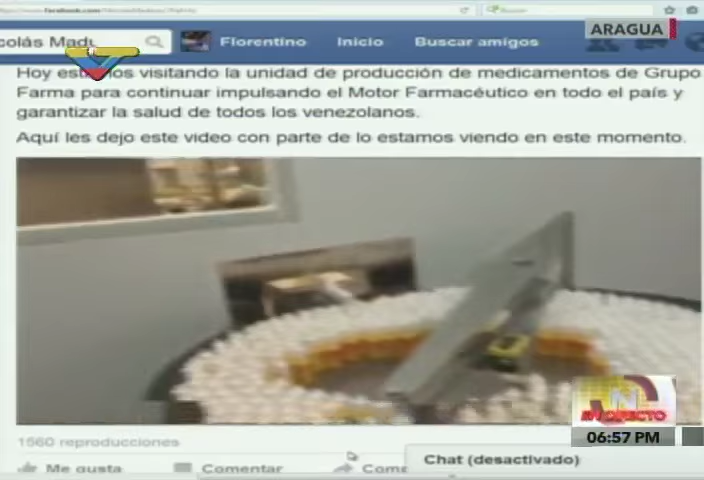 ARAGUA
colás Madu
Florentino
Inicio
Buscar amigos
Hoy estamos visitando la unidad de producción de medicamentos de Grupo
Farma para continuar impulsando el Motor Farmacéutico en todo el país y
garantizar la salud de todos los venezolanos.
Aquí les dejo este video con parte de lo estamos viendo en este momento.
1560 reproducciones
Me gusta
Comentar
Comp
Chat (desactivado)
EN DIRECTO
06:57 PM